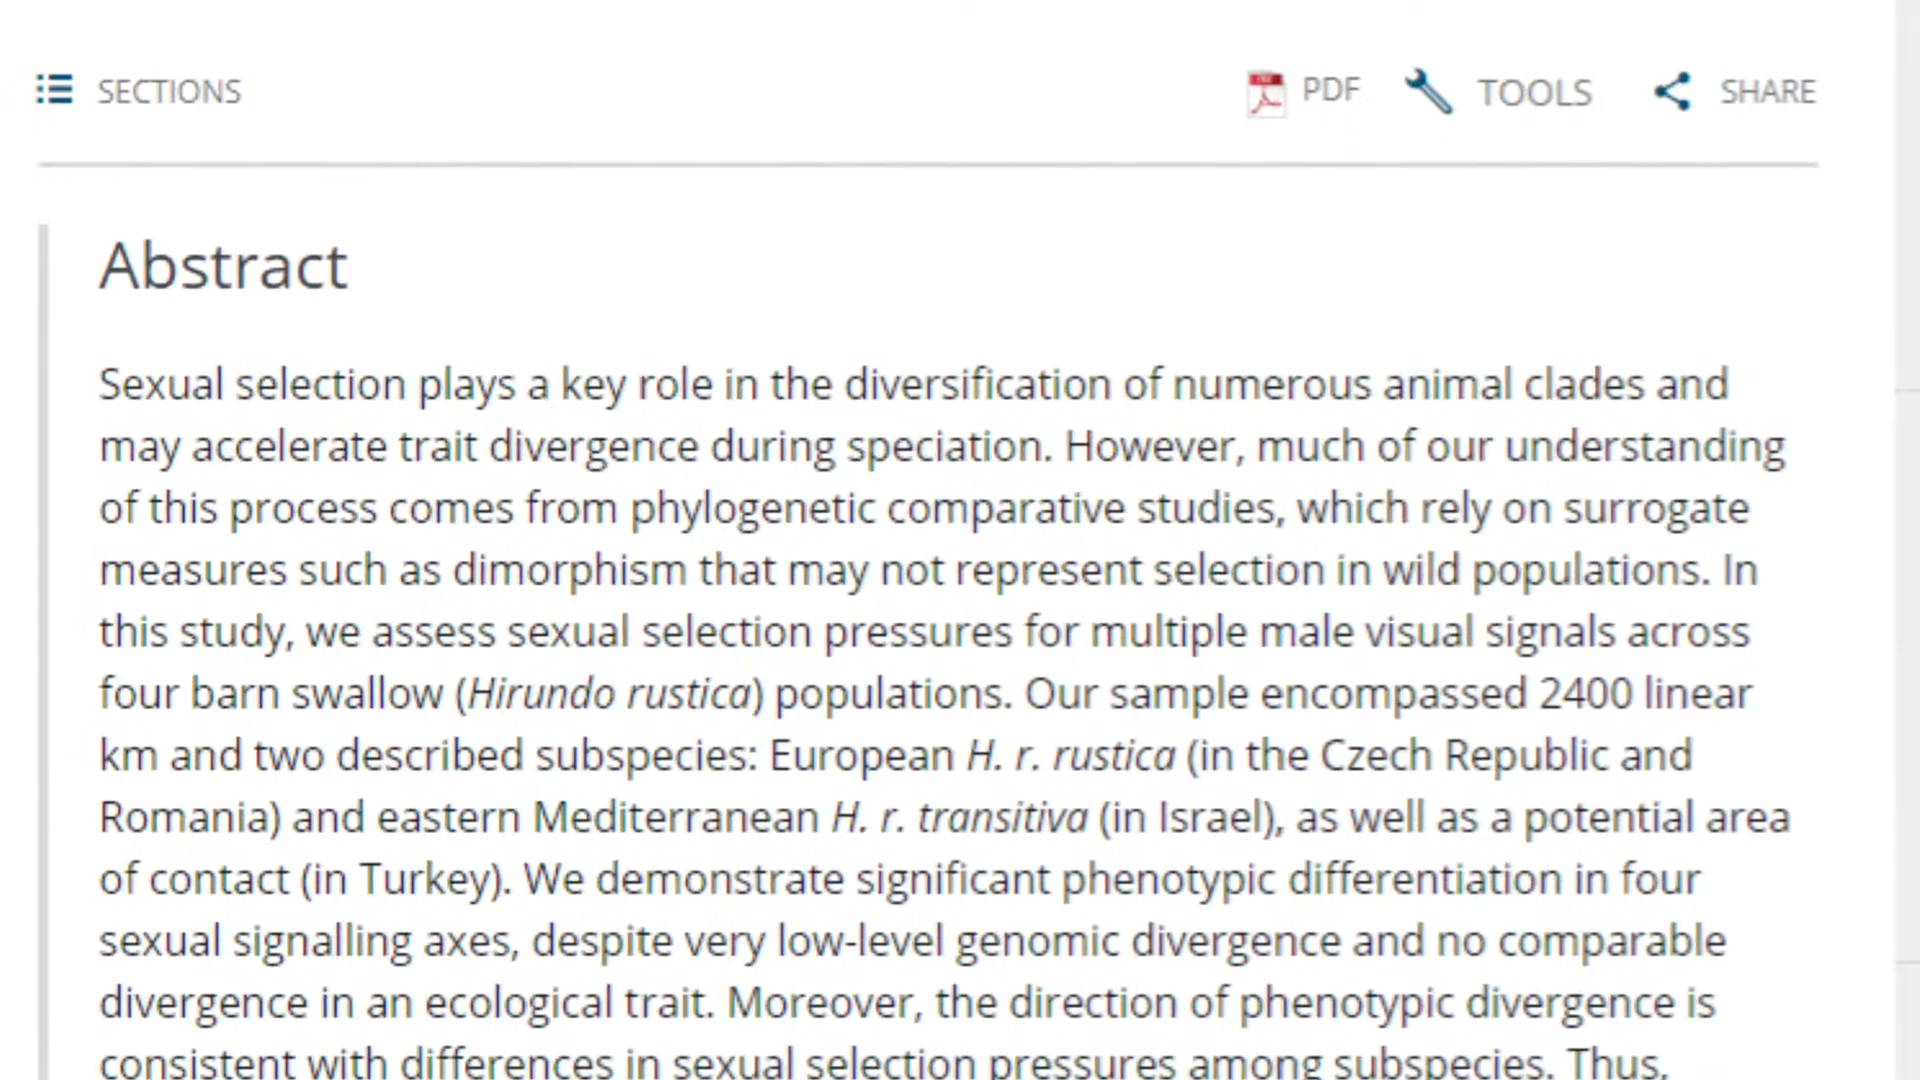 SECTIONS PDF TOOLS SHARE
Abstract
Sexual selection plays a key role in the diversification of numerous animal clades and
may accelerate trait divergence during speciation. However, much of our understanding
of this process comes from phylogenetic comparative studies, which rely on surrogate
measures such as dimorphism that may not represent selection in wild populations. In
this study, we assess sexual selection pressures for multiple male visual signals across
four barn swallow (Hirundo rustica) populations. Our sample encompassed 2400 linear
km and two described subspecies: European H. r. rustica (in the Czech Republic and
Romania) and eastern Mediterranean H. r. transitiva (in Israel), as well as a potential area
of contact (in Turkey). We demonstrate significant phenotypic differentiation in four
sexual signalling axes, despite very low-level genomic divergence and no comparable
divergence in an ecological trait. Moreover, the direction of phenotypic divergence is
consistent with differences in sexual selection pressures among subspecies. Thus,